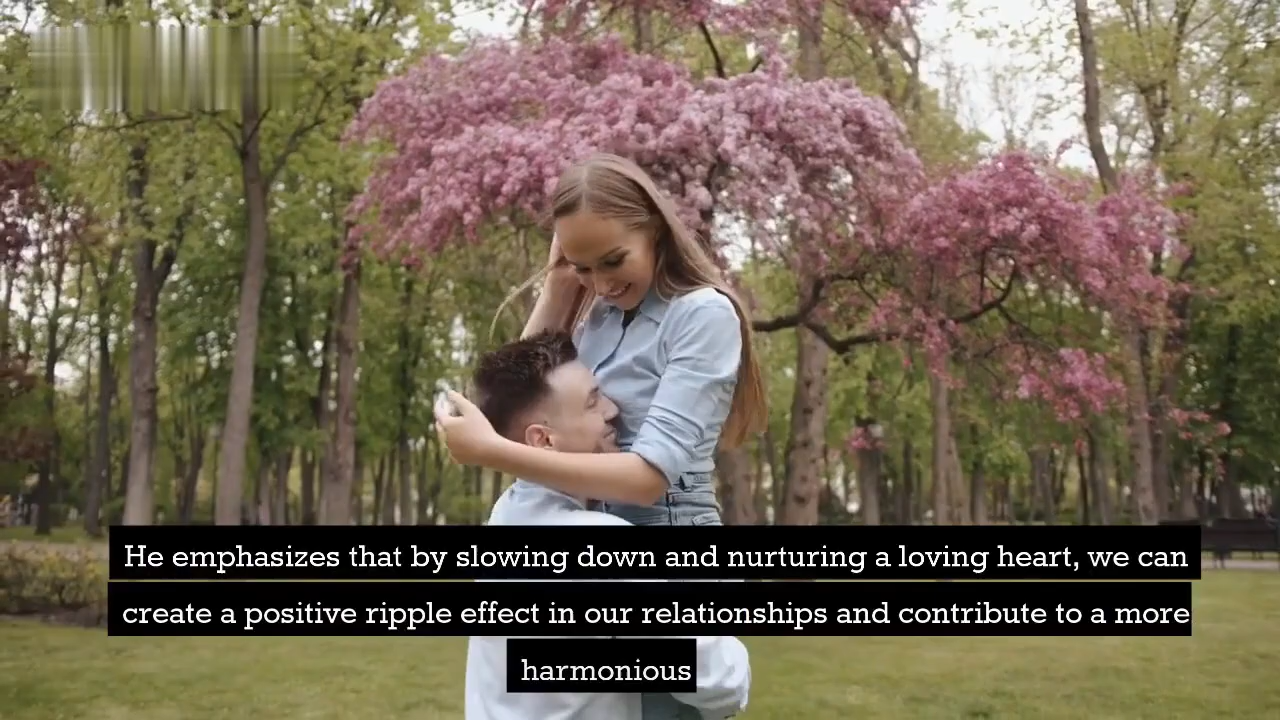 He emphasizes that by slowing down and nurturing a loving heart, we can
create a positive ripple effect in our relationships and contribute to a more
harmonious